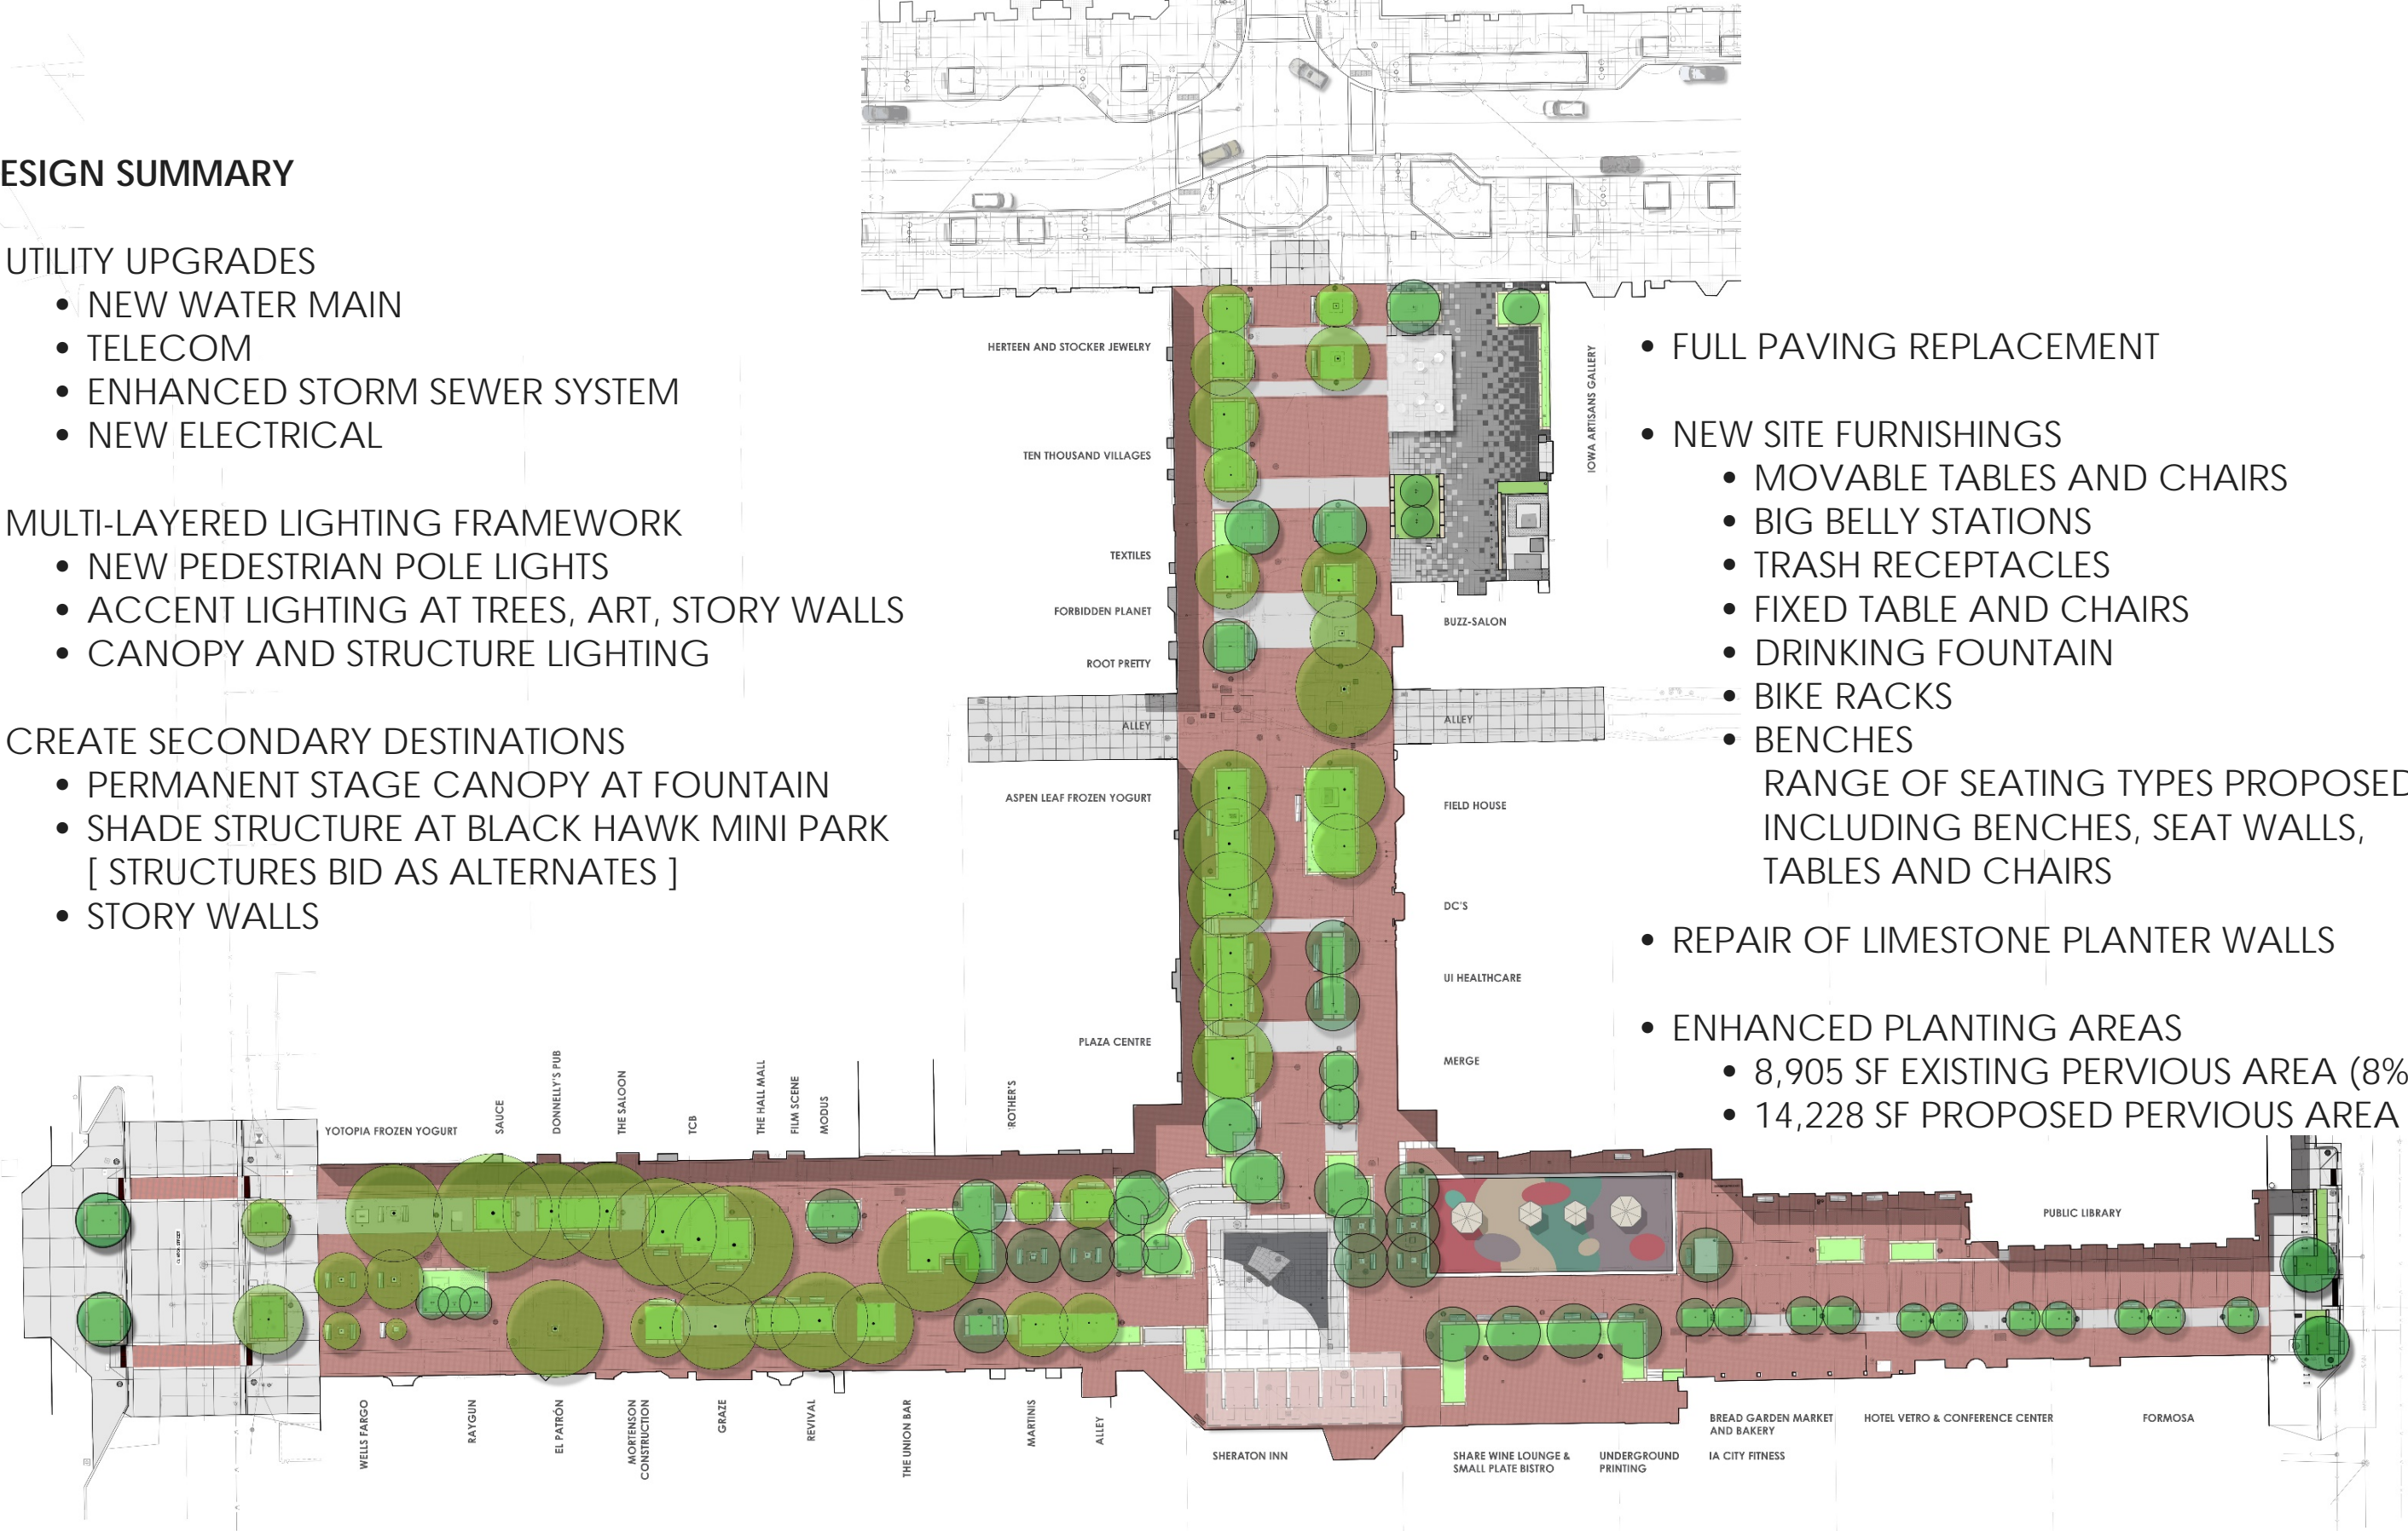 ESIGN SUMMARY
UTILITY UPGRADES
• NEW WATER MAIN
• TELECOM
• ENHANCED STORM SEWER SYSTEM
• NEW ELECTRICAL
MULTI-LAYERED LIGHTING FRAMEWORK
• NEW PEDESTRIAN POLE LIGHTS
• ACCENT LIGHTING AT TREES, ART, STORY WALLS
• CANOPY AND STRUCTURE LIGHTING
CREATE SECONDARY DESTINATIONS
• PERMANENT STAGE CANOPY AT FOUNTAIN
• SHADE STRUCTURE AT BLACK HAWK MINI PARK
[ STRUCTURES BID AS ALTERNATES ]
• STORY WALLS
• FULL PAVING REPLACEMENT
• NEW SITE FURNISHINGS
• MOVABLE TABLES AND CHAIRS
• BIG BELLY STATIONS
• TRASH RECEPTACLES
• FIXED TABLE AND CHAIRS
• DRINKING FOUNTAIN
• BIKE RACKS
• BENCHES
RANGE OF SEATING TYPES PROPOSED
INCLUDING BENCHES, SEAT WALLS,
TABLES AND CHAIRS
• REPAIR OF LIMESTONE PLANTER WALLS
• ENHANCED PLANTING AREAS
• 8,905 SF EXISTING PERVIOUS AREA (8%
• 14,228 SF PROPOSED PERVIOUS AREA
HERTEEN AND STOCKER JEWELRY
TEN THOUSAND VILLAGES
TEXTILES
FORBIDDEN PLANET
ROOT PRETTY
ALLEY
ASPEN LEAF FROZEN YOGURT
PLAZA CENTRE
IOWA ARTISANS GALLERY
BUZZ-SALON
ALLEY
FIELD HOUSE
DC'S
UI HEALTHCARE
MERGE
YOTOPIA FROZEN YOGURT
SAUCE
DONNELLY'S PUB
THE SALOON
TCB
THE HALL MALL
FILM SCENE
MODUS
ROTHER'S
PUBLIC LIBRARY
WELLS FARGO
RAYGUN
EL PATRÓN
MORTENSON
CONSTRUCTION
GRAZE
REVIVAL
THE UNION BAR
MARTINIS
ALLEY
SHERATON INN
SHARE WINE LOUNGE &
SMALL PLATE BISTRO
UNDERGROUND
PRINTING
BREAD GARDEN MARKET
AND BAKERY
IA CITY FITNESS
HOTEL VETRO & CONFERENCE CENTER
FORMOSA